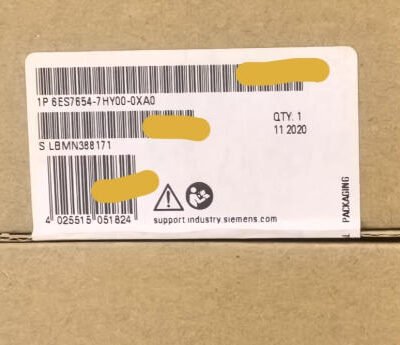 1P 6ES7654-7HY00-0XA0
QTY. 1
11 2020
S LBMN388171
4 025515 051824
support industry.siemens.com
L PACKAGING